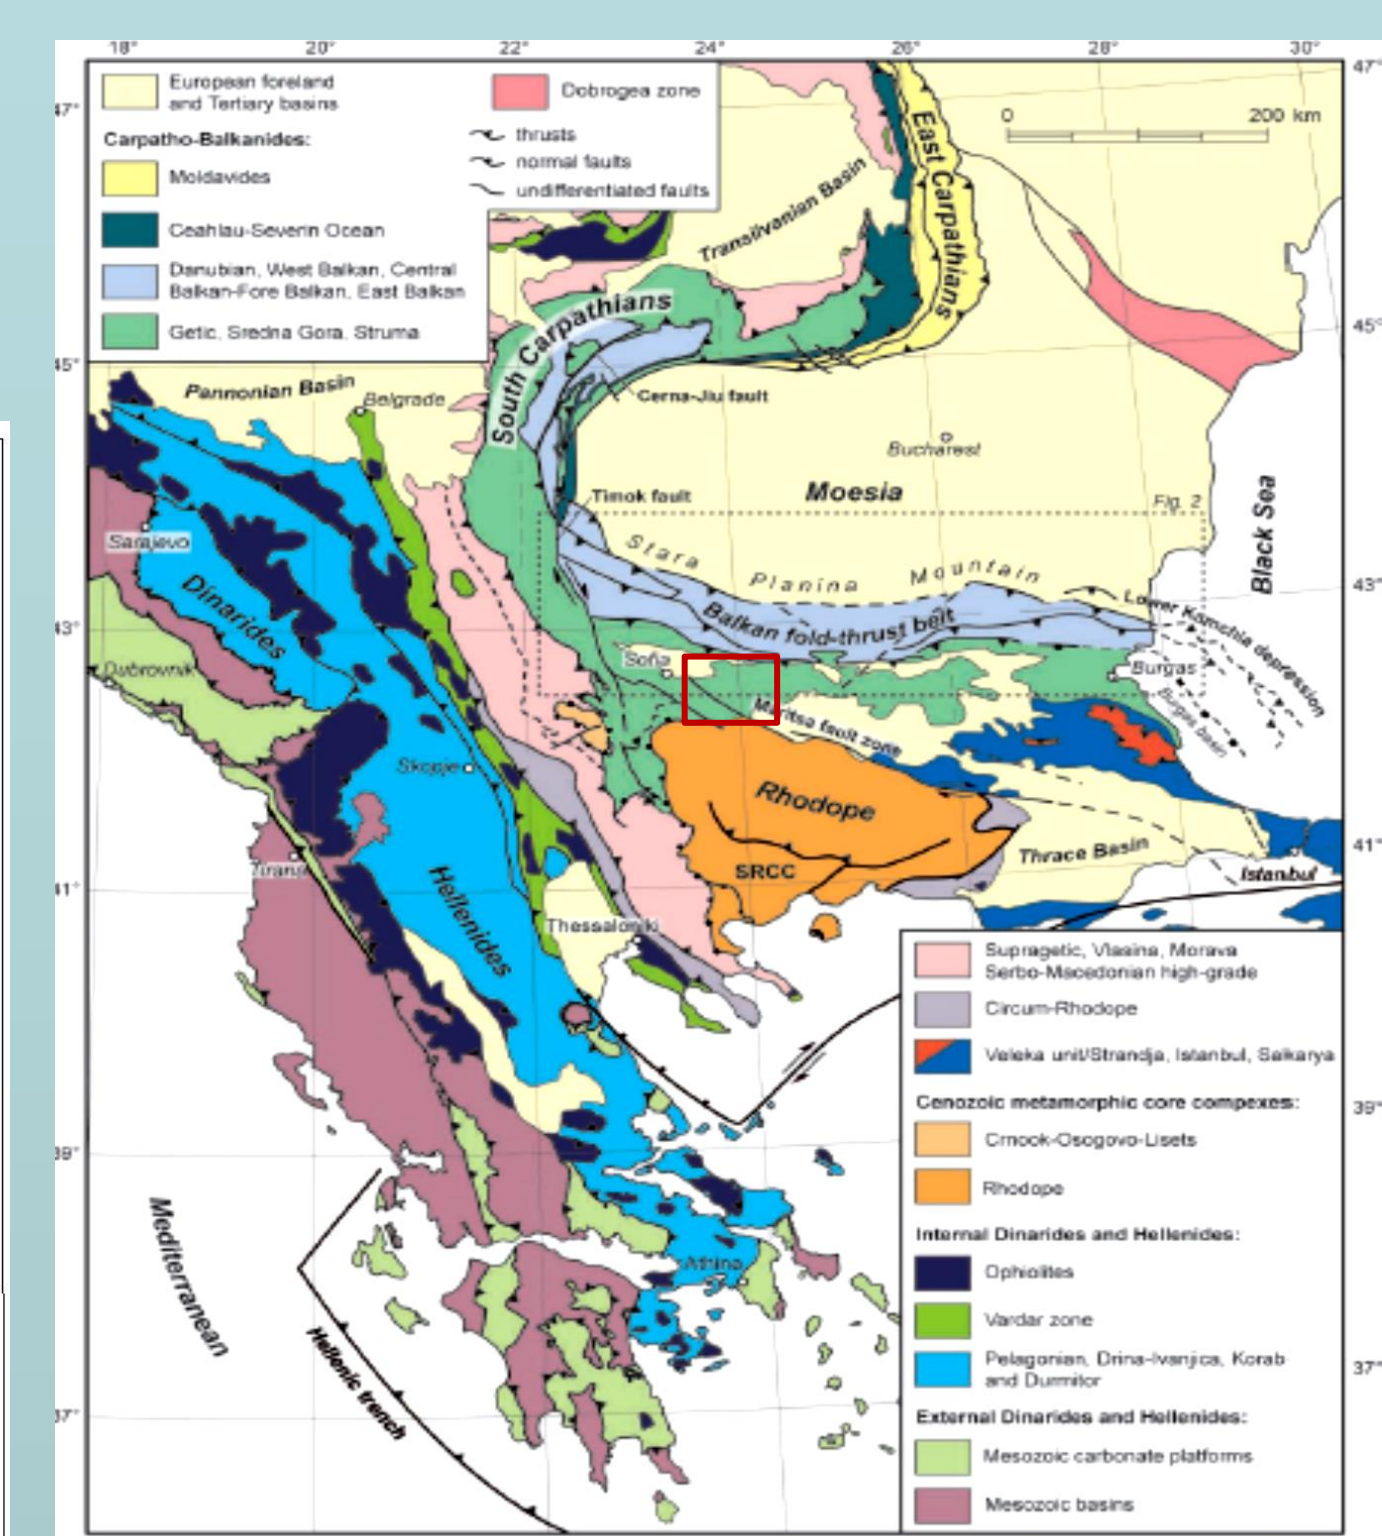 18° 20° 22° 24° 26° 28° 30°
47° 47°
European foreland
and Tertiary basins
Carpatho-Balkanides:
Moldavides
Ceahlau-Severin Ocean
Danubian, West Balkan, Central
Balkan-Fore Balkan, East Balkan
Getic, Sredna Gora, Struma
Dobrogea zone
thrusts
normal faults
undifferentiated faults
0 200 km
East Carpathians
Transilvanian Basin
South Carpathians
45° 45°
Pannonian Basin
Belgrade
Cerna-Jiu fault
Bucharest
Moesia
Timok fault
Fig. 2
Black Sea
Sarajevo
Stara Planina Mountain
Dinarides
43° 43°
Balkan fold-thrust belt
Lower Kamchia depression
Dubrovnik
Sofia
Burgas
Burgas basin
Maritsa fault zone
Skopje
Rhodope
Thrace Basin
41° 41°
Tirana
SRCC
Istanbul
Hellenides
Thessaloniki
Supragetic, Vlasina, Morava
Serbo-Macedonian high-grade
Circum-Rhodope
Veleka unit/Strandja, Istanbul, Sakarya
Cenozoic metamorphic core compexes:
Crnook-Osogovo-Lisets
Rhodope
Internal Dinarides and Hellenides:
Ophiolites
Vardar zone
Pelagonian, Drina-Ivanjica, Korab
and Durmitor
External Dinarides and Hellenides:
Mesozoic carbonate platforms
Mesozoic basins
39° 39°
Mediterranean
Athina
Hellenic trench
37° 37°